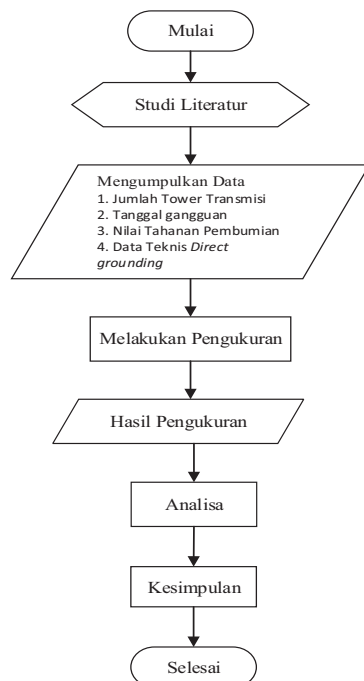 Mulai
Studi Literatur
Mengumpulkan Data
1. Jumlah Tower Transmisi
2. Tanggal gangguan
3. Nilai Tahanan Pembumian
4. Data Teknis Direct
grounding
Melakukan Pengukuran
Hasil Pengukuran
Analisa
Kesimpulan
Selesai